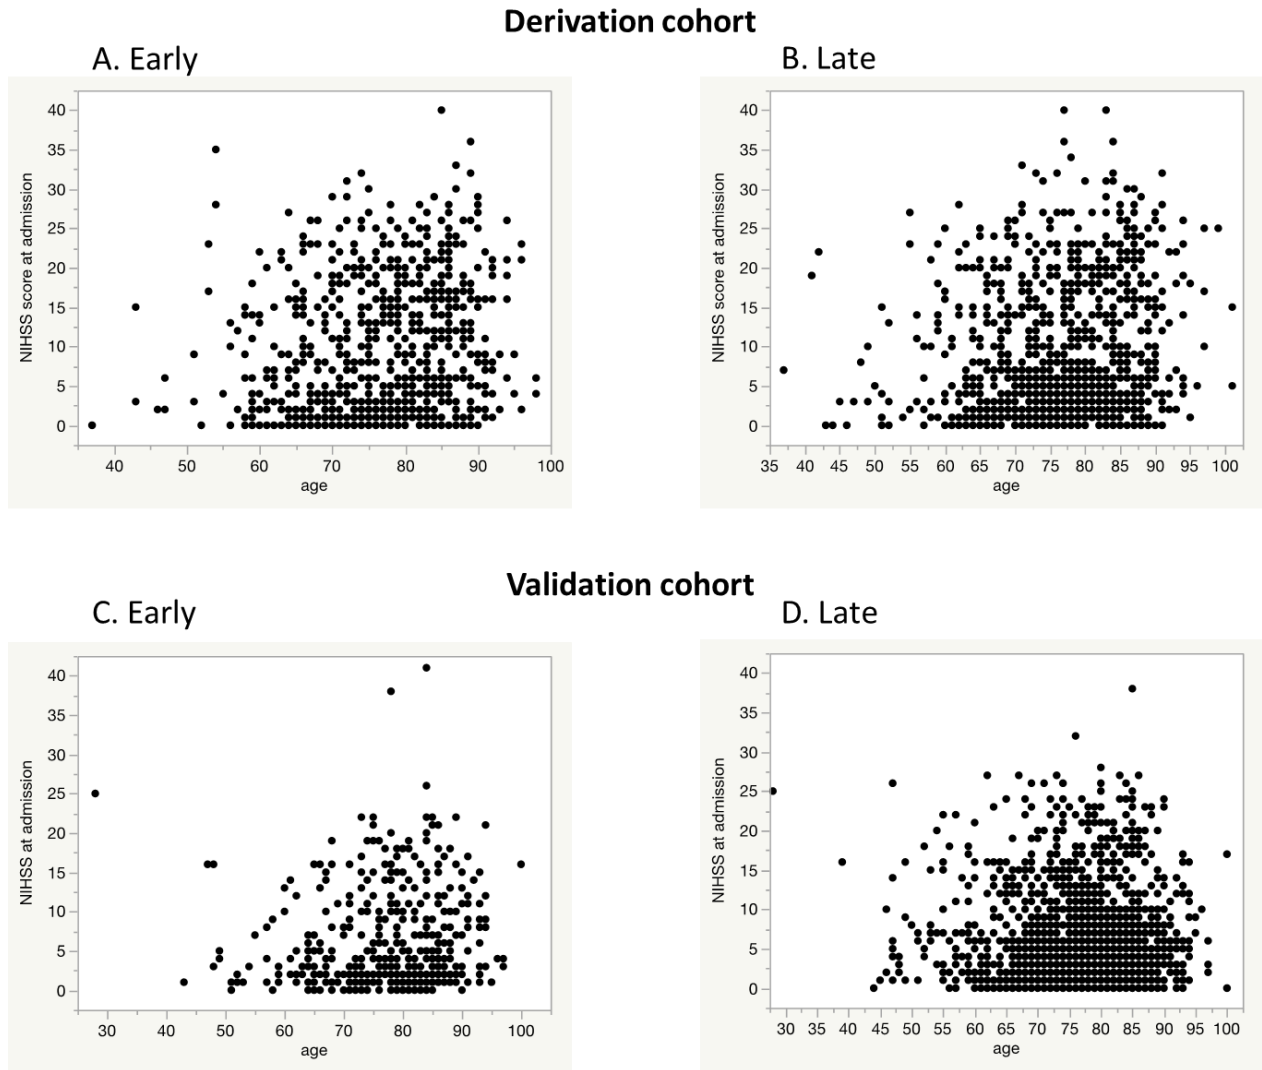 Derivation cohort
A. Early
B. Late
NIHSS score at admission
40
35
30
25
20
15
10
5
0
40 50 60 70 80 90 100
age
NIHSS score at admission
40
35
30
25
20
15
10
5
0
35 40 45 50 55 60 65 70 75 80 85 90 95 100
age
Validation cohort
C. Early
D. Late
NIHSS at admission
40
35
30
25
20
15
10
5
0
30 40 50 60 70 80 90 100
age
NIHSS at admission
40
35
30
25
20
15
10
5
0
30 35 40 45 50 55 60 65 70 75 80 85 90 95 100
age